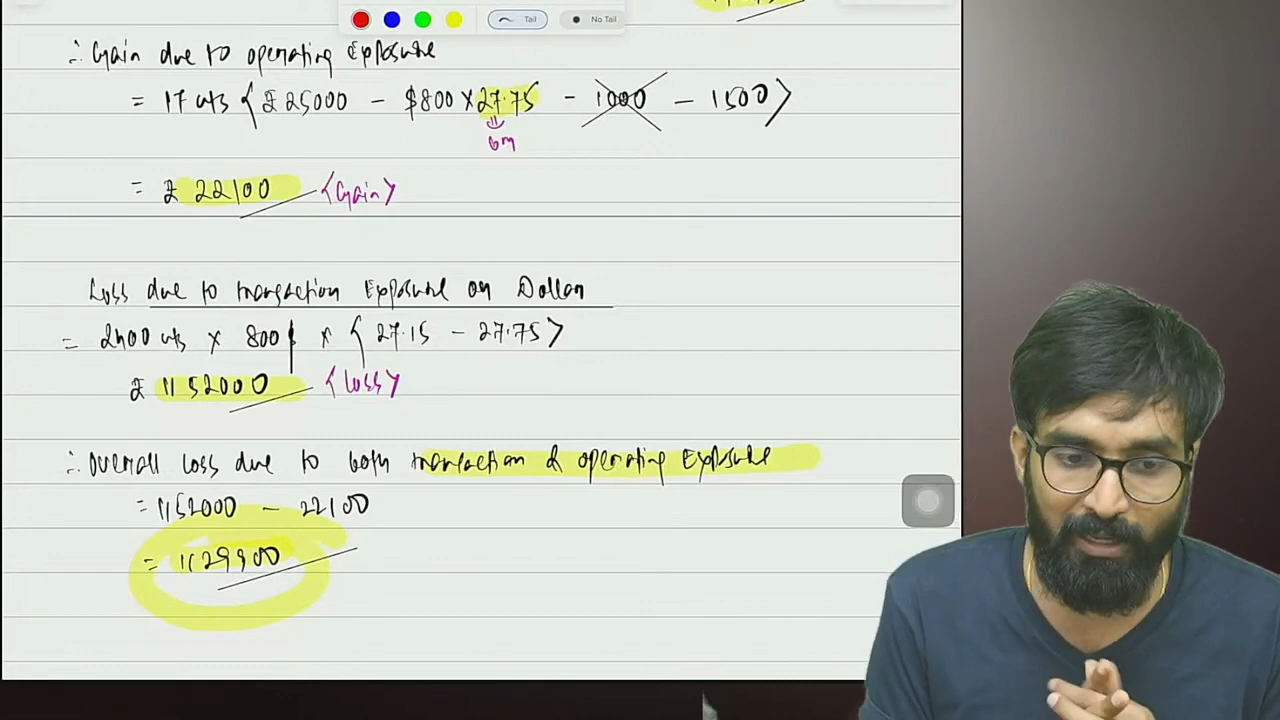 Tail No Tail
∴ Gain due to operating Exposure
= 17 uts { ₹ 25000 - $800 × 27.75 - 1000 - 1500 }
6m
= ₹ 22100 {Gain}
Loss due to transaction Exposure on Dollar
= 2400 uts × 800$ × { 27.15 - 27.75 }
₹ 1152000 {Loss}
∴ Overall loss due to both transaction & operating Exposure
= 1152000 - 22100
= 1129900